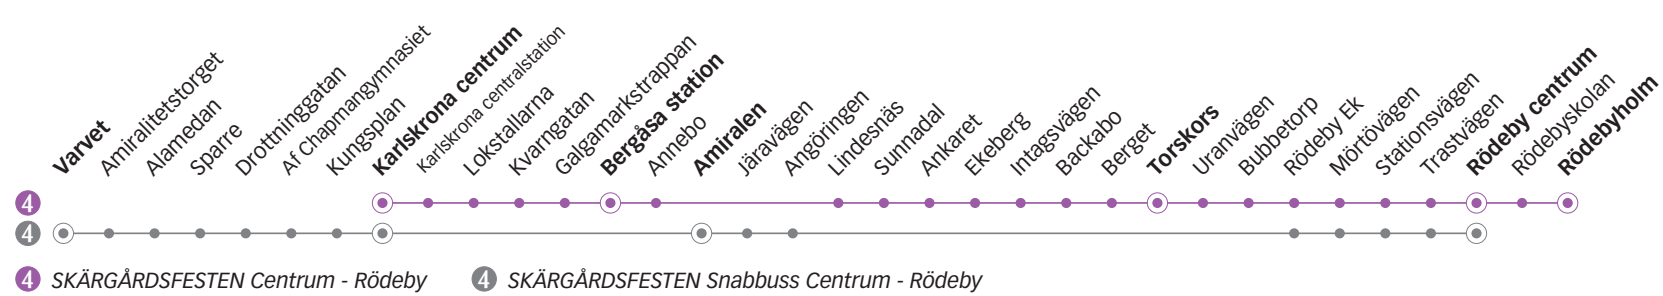 Varvet
Amiralitetstorget
Alamedan
Sparre
Drottninggatan
Af Chapmangymnasiet
Kungsplan
Karlskrona centrum
Karlskrona centralstation
Lokstallarna
Kvarngatan
Galgamarkstrappan
Bergåsa station
Annebo
Amiralen
Järavägen
Angöringen
Lindesnäs
Sunnadal
Ankaret
Ekeberg
Intagsvägen
Backabo
Berget
Torskors
Uranvägen
Bubbetorp
Rödeby Ek
Mörtövägen
Stationsvägen
Trastvägen
Rödeby centrum
Rödebyskolan
Rödebyholm
4
4
4 SKÄRGÅRDSFESTEN Centrum - Rödeby
4 SKÄRGÅRDSFESTEN Snabbuss Centrum - Rödeby